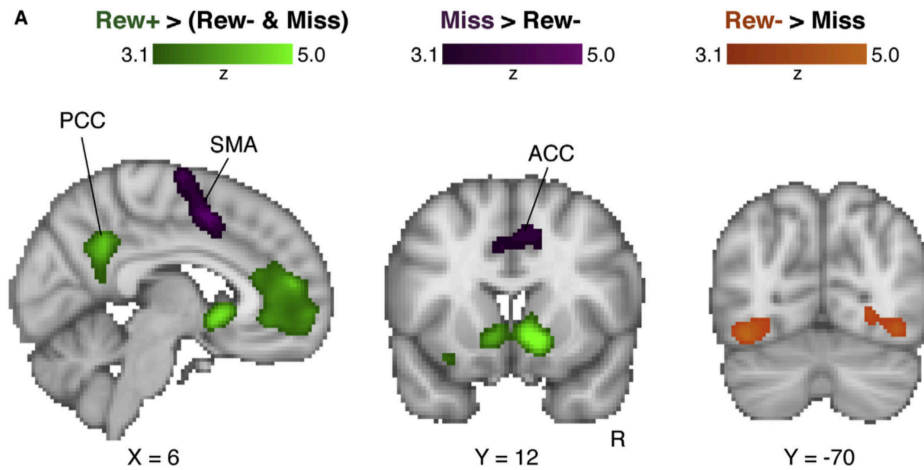 A
Rew+ > (Rew- & Miss)
3.1 5.0
z
Miss > Rew-
3.1 5.0
z
Rew- > Miss
3.1 5.0
z
PCC
SMA
ACC
R
X = 6
Y = 12
Y = -70